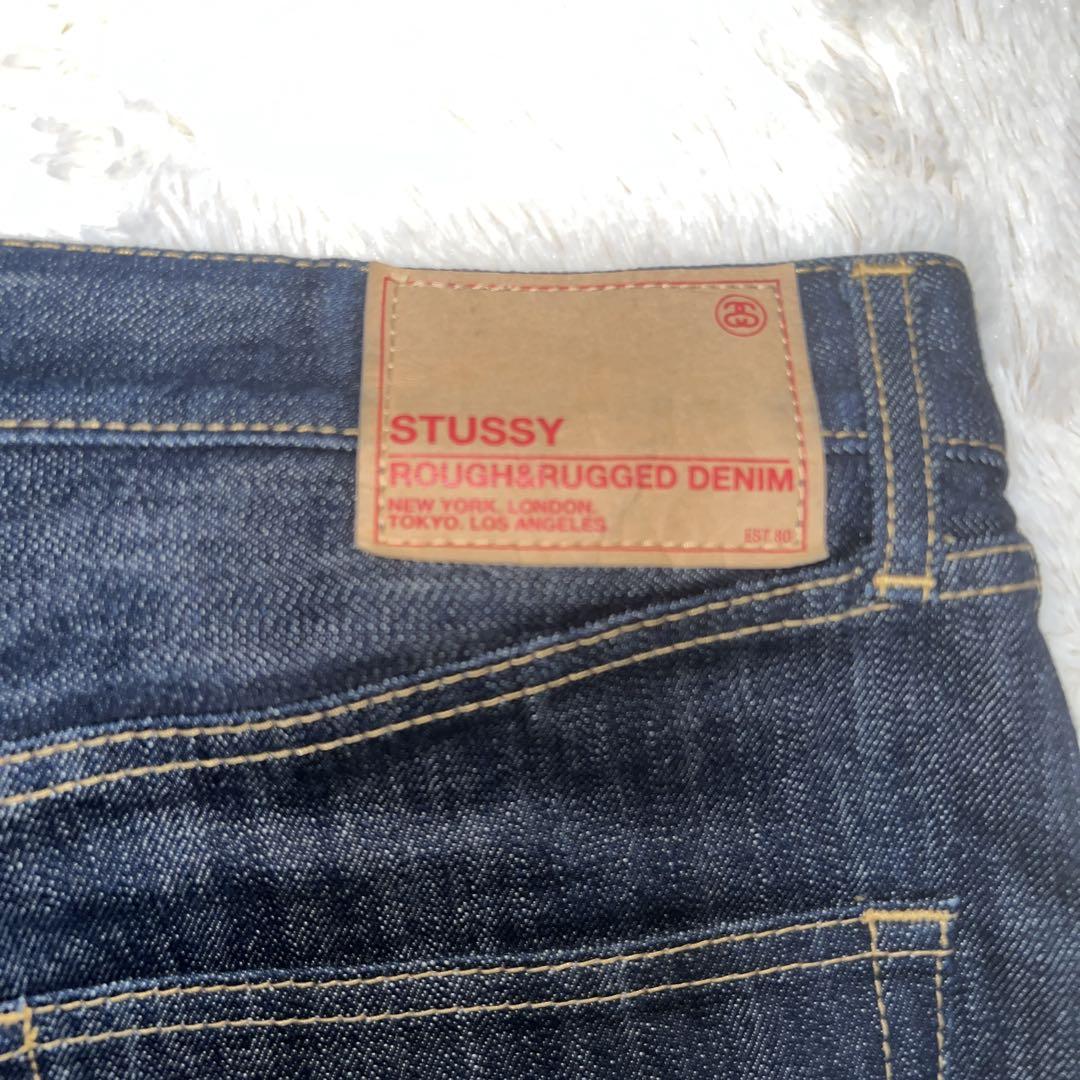 STUSSY
ROUGH&RUGGED DENIM
NEW YORK. LONDON.
TOKYO. LOS ANGELES.
EST.80